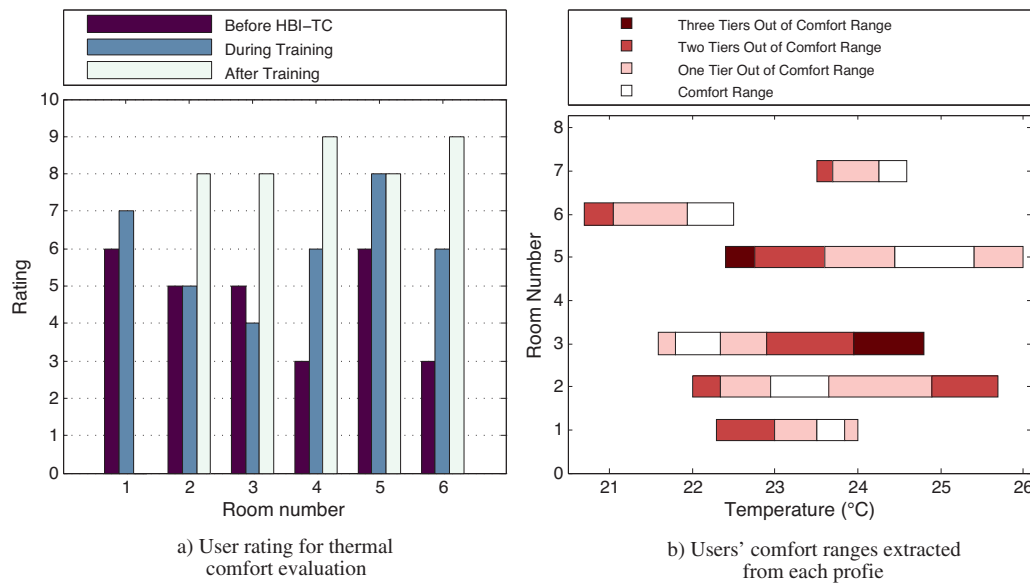 Before HBI−TC
During Training
After Training
10
9
8
7
6
5
4
3
2
1
0
Rating
1 2 3 4 5 6
Room number
a) User rating for thermal
comfort evaluation
Three Tiers Out of Comfort Range
Two Tiers Out of Comfort Range
One Tier Out of Comfort Range
Comfort Range
8
7
6
5
4
3
2
1
0
Room Number
21 22 23 24 25 26
Temperature (°C)
b) Users’ comfort ranges extracted
from each profie